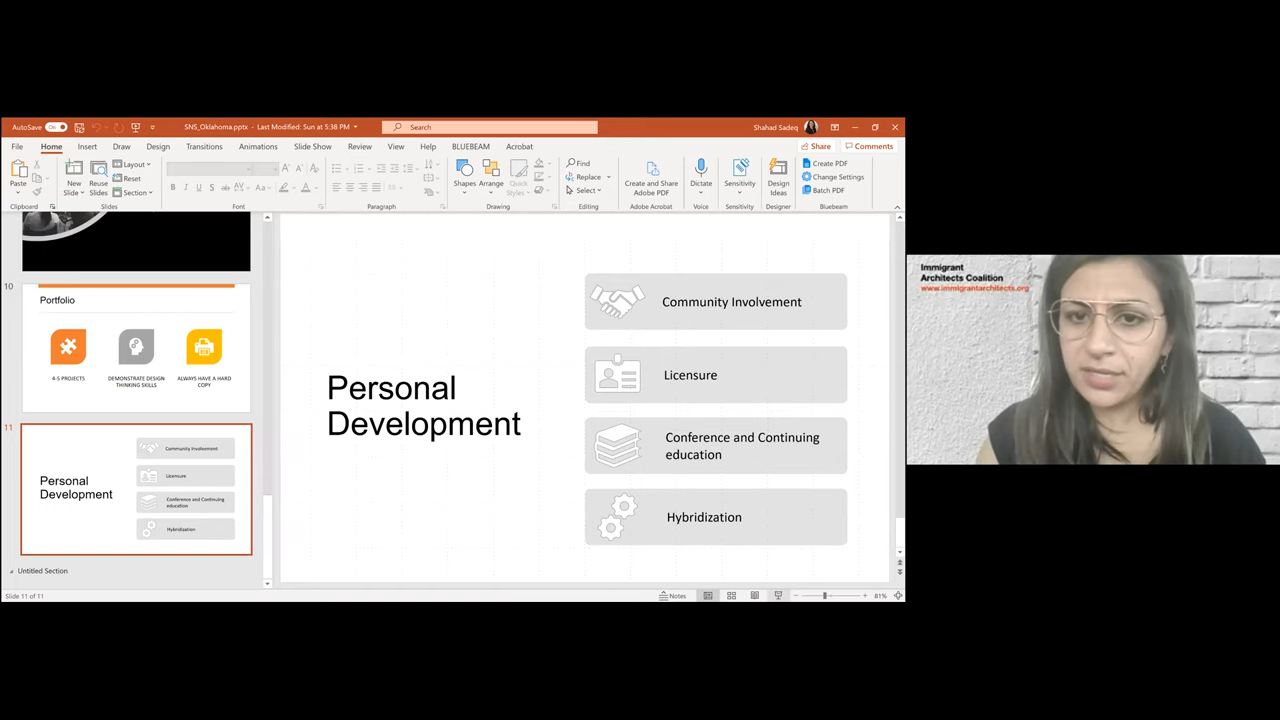 AutoSave On SNS_Oklahoma.pptx - Last Modified: Sun at 5:38 PM Search Shahad Sadeq
File Home Insert Draw Design Transitions Animations Slide Show Review View Help BLUEBEAM Acrobat Share Comments
Paste
New Slide
Reuse Slides
Layout
Reset
Section
B I U S ab AV Aa A
Shapes
Arrange
Quick Styles
Find
Replace
Select
Create and Share Adobe PDF
Dictate
Sensitivity
Design Ideas
Create PDF
Change Settings
Batch PDF
Clipboard Slides Font Paragraph Drawing Editing Adobe Acrobat Voice Sensitivity Designer Bluebeam
10
Portfolio
4-5 PROJECTS
DEMONSTRATE DESIGN
THINKING SKILLS
ALWAYS HAVE A HARD
COPY
11
Personal
Development
Community Involvement
Licensure
Conference and Continuing
education
Hybridization
Untitled Section
Personal
Development
Community Involvement
Licensure
Conference and Continuing
education
Hybridization
Slide 11 of 11 Notes 81%
Immigrant
Architects Coalition
www.immigrantarchitects.org